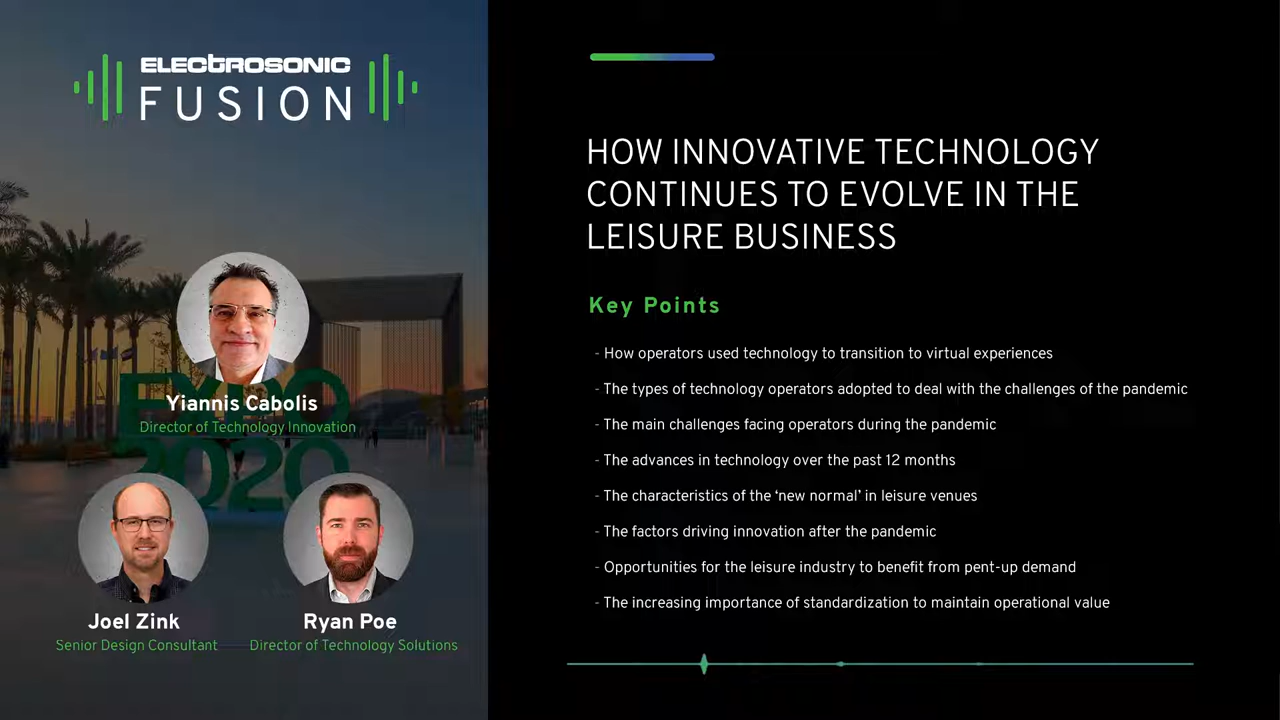 ELECTROSONIC
FUSION
EXPO
2020
Yiannis Cabolis
Director of Technology Innovation
Joel Zink
Senior Design Consultant
Ryan Poe
Director of Technology Solutions
HOW INNOVATIVE TECHNOLOGY
CONTINUES TO EVOLVE IN THE
LEISURE BUSINESS
Key Points
- How operators used technology to transition to virtual experiences
- The types of technology operators adopted to deal with the challenges of the pandemic
- The main challenges facing operators during the pandemic
- The advances in technology over the past 12 months
- The characteristics of the ‘new normal’ in leisure venues
- The factors driving innovation after the pandemic
- Opportunities for the leisure industry to benefit from pent-up demand
- The increasing importance of standardization to maintain operational value